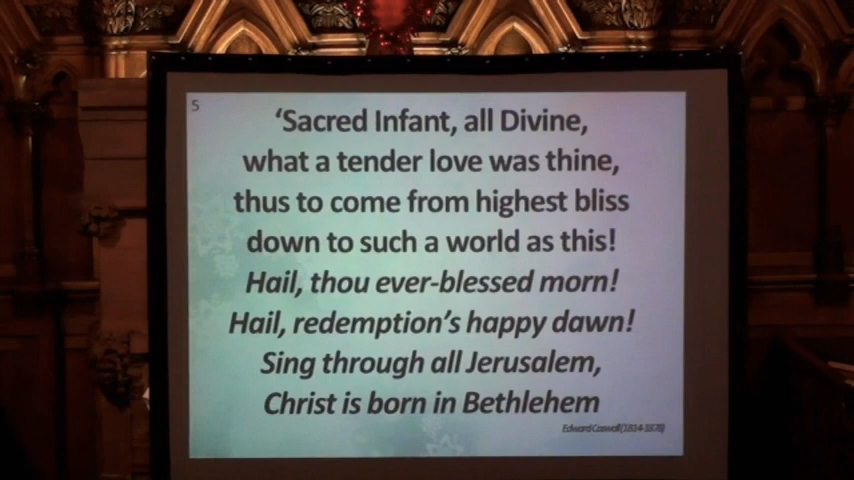 5
‘Sacred Infant, all Divine,
what a tender love was thine,
thus to come from highest bliss
down to such a world as this!
Hail, thou ever-blessed morn!
Hail, redemption’s happy dawn!
Sing through all Jerusalem,
Christ is born in Bethlehem
Edward Caswall (1814-1878)